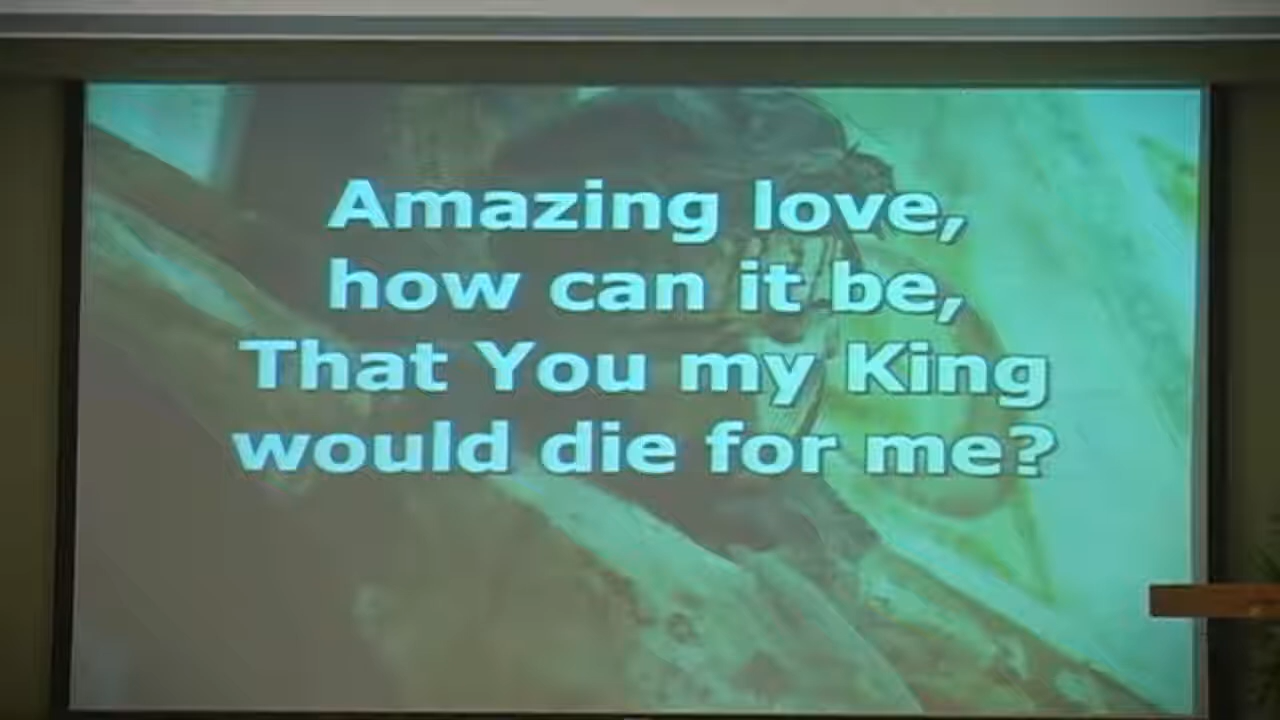 Amazing love,
how can it be,
That You my King
would die for me?